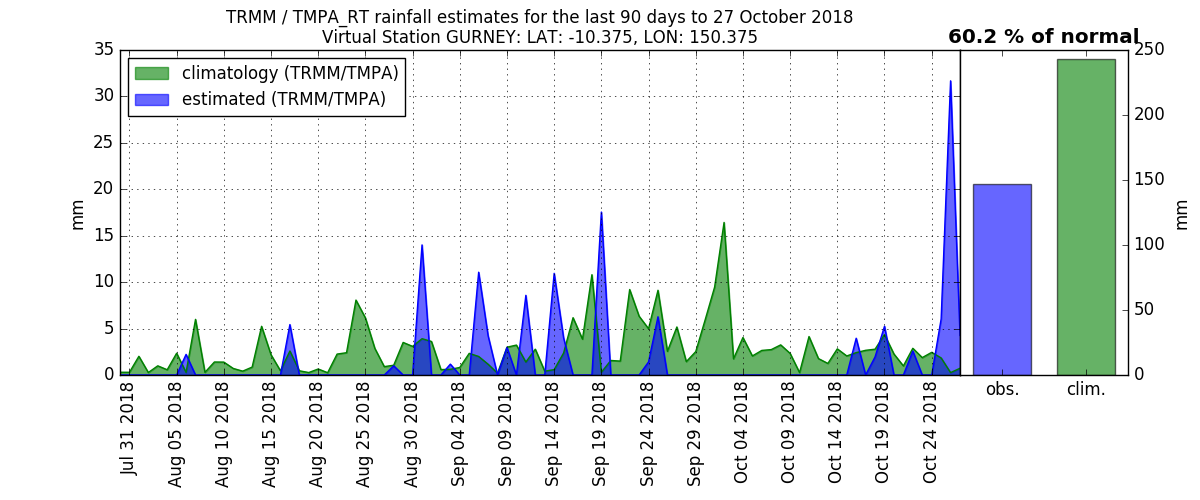 TRMM / TMPA_RT rainfall estimates for the last 90 days to 27 October 2018
Virtual Station GURNEY: LAT: -10.375, LON: 150.375
60.2 % of normal
climatology (TRMM/TMPA)
estimated (TRMM/TMPA)
35
30
25
20
15
10
5
0
mm
Jul 31 2018
Aug 05 2018
Aug 10 2018
Aug 15 2018
Aug 20 2018
Aug 25 2018
Aug 30 2018
Sep 04 2018
Sep 09 2018
Sep 14 2018
Sep 19 2018
Sep 24 2018
Sep 29 2018
Oct 04 2018
Oct 09 2018
Oct 14 2018
Oct 19 2018
Oct 24 2018
obs.
clim.
250
200
150
100
50
0
mm